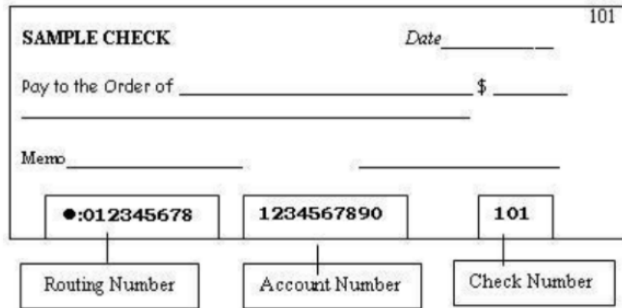 101
SAMPLE CHECK Date
Pay to the Order of $
Memo
:012345678 1234567890 101
Routing Number Account Number Check Number